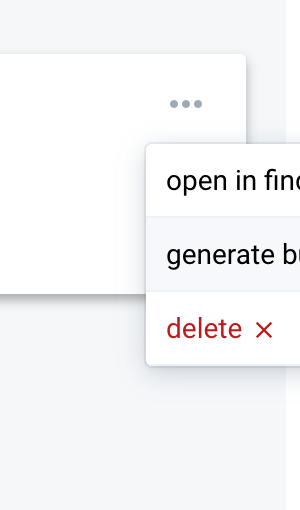 open in
generate
delete ×